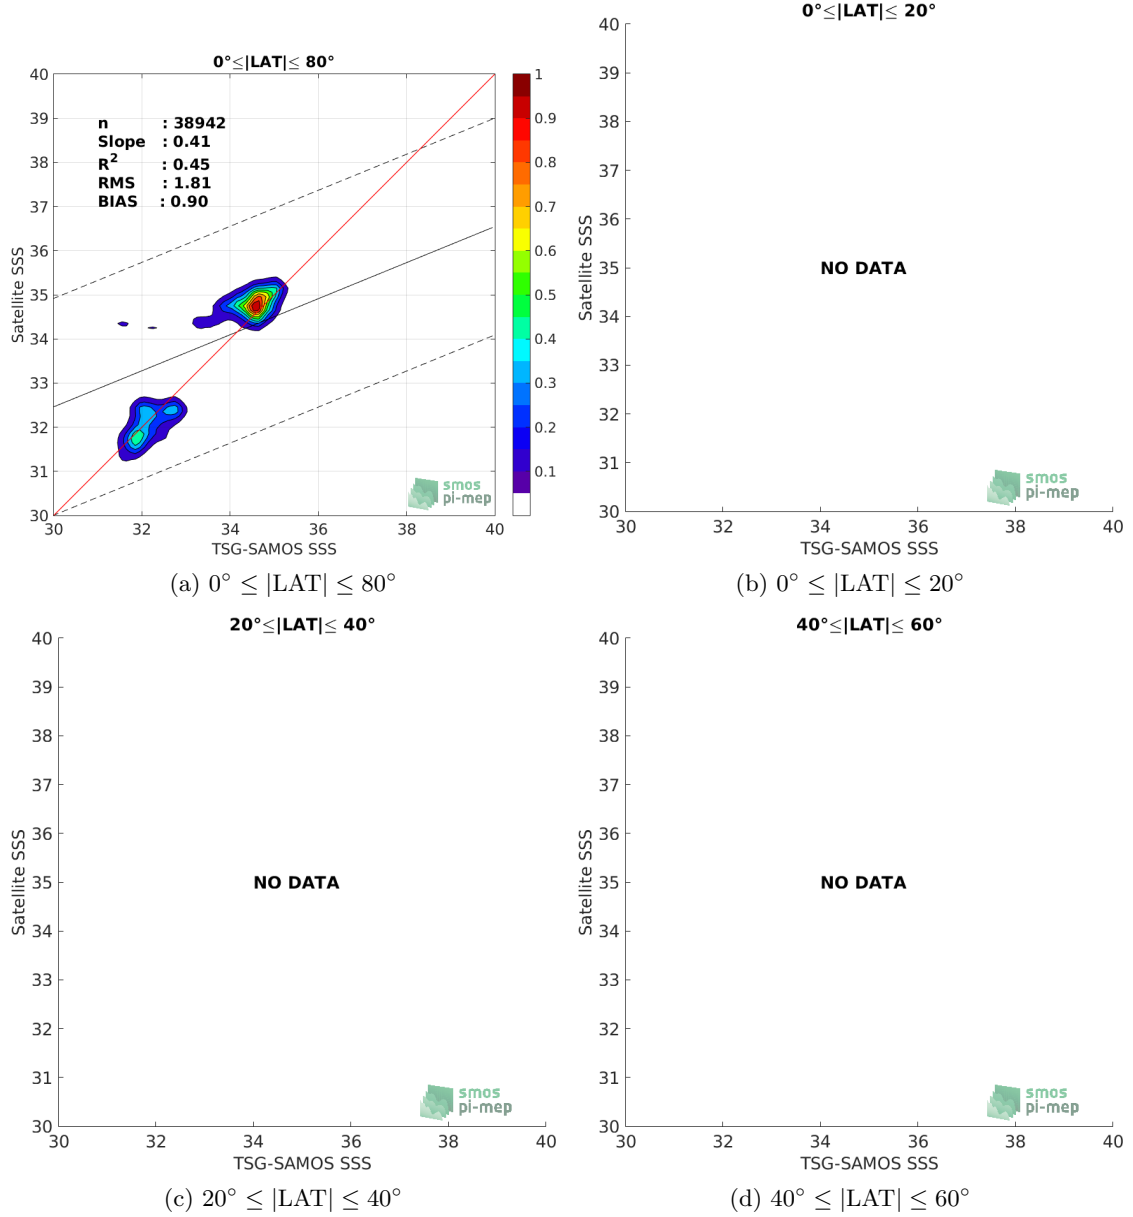 0°≤|LAT|≤ 80°
40
39
38
37
36
35
34
33
32
31
30
Satellite SSS
n : 38942
Slope : 0.41
R² : 0.45
RMS : 1.81
BIAS : 0.90
1
0.9
0.8
0.7
0.6
0.5
0.4
0.3
0.2
0.1
smos
pi-mep
30 32 34 36 38 40
TSG-SAMOS SSS
(a) 0° ≤ |LAT| ≤ 80°
0°≤|LAT|≤ 20°
40
39
38
37
36
35
34
33
32
31
30
Satellite SSS
NO DATA
smos
pi-mep
30 32 34 36 38 40
TSG-SAMOS SSS
(b) 0° ≤ |LAT| ≤ 20°
20°≤|LAT|≤ 40°
40
39
38
37
36
35
34
33
32
31
30
Satellite SSS
NO DATA
smos
pi-mep
30 32 34 36 38 40
TSG-SAMOS SSS
(c) 20° ≤ |LAT| ≤ 40°
40°≤|LAT|≤ 60°
40
39
38
37
36
35
34
33
32
31
30
Satellite SSS
NO DATA
smos
pi-mep
30 32 34 36 38 40
TSG-SAMOS SSS
(d) 40° ≤ |LAT| ≤ 60°